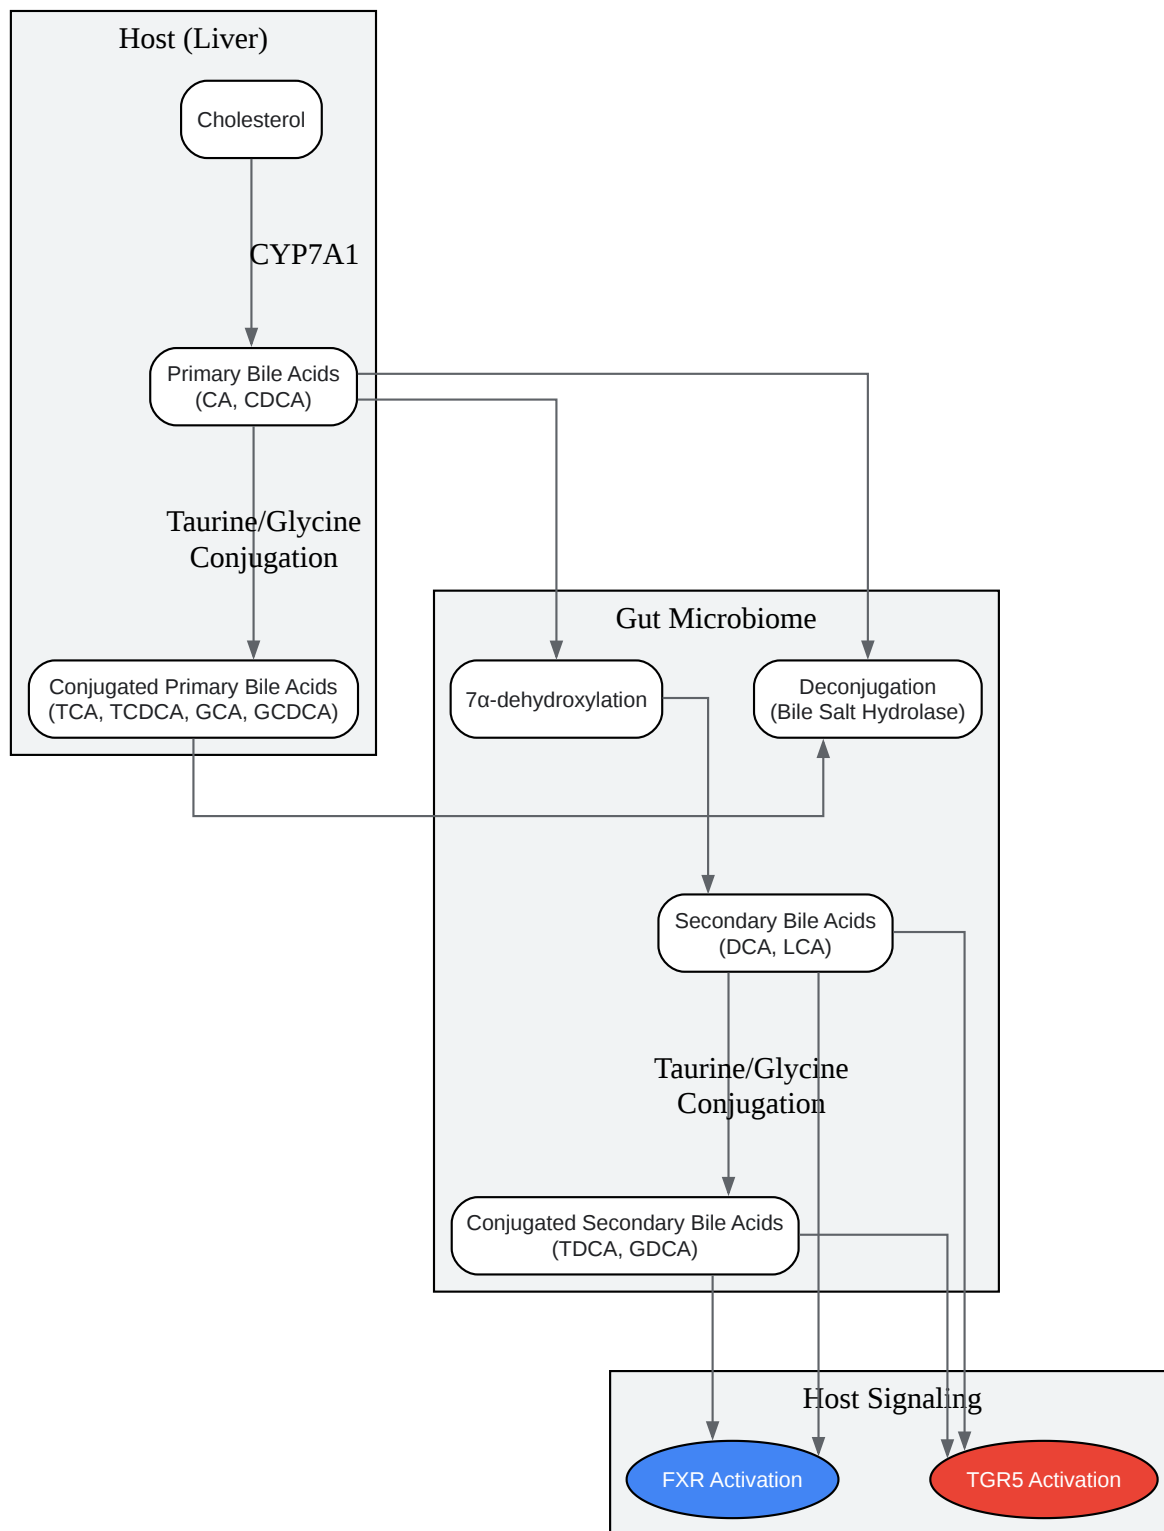 Host (Liver)
Cholesterol
CYP7A1
Primary Bile Acids
(CA, CDCA)
Taurine/Glycine
Conjugation
Conjugated Primary Bile Acids
(TCA, TCDCA, GCA, GCDCA)
Gut Microbiome
7α-dehydroxylation
Deconjugation
(Bile Salt Hydrolase)
Secondary Bile Acids
(DCA, LCA)
Taurine/Glycine
Conjugation
Conjugated Secondary Bile Acids
(TDCA, GDCA)
Host Signaling
FXR Activation
TGR5 Activation